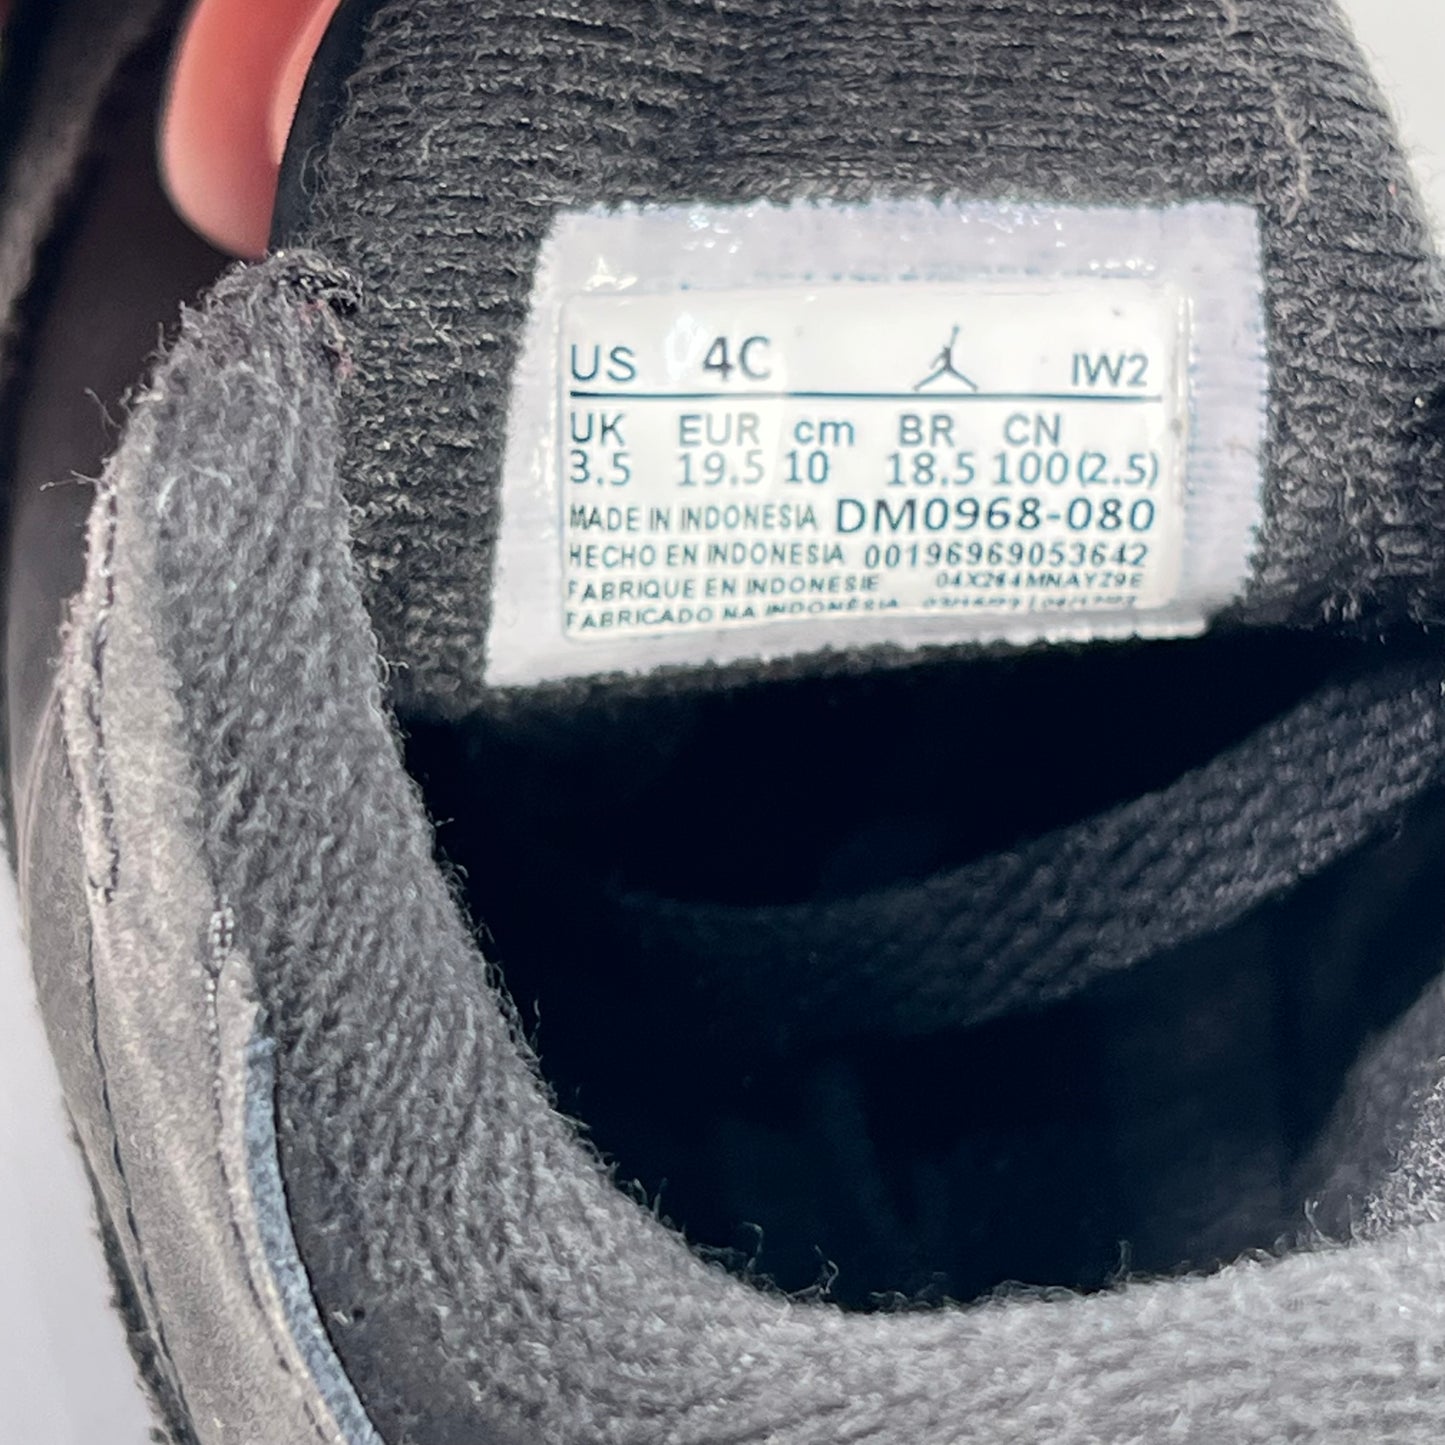 US 4C IW2
UK EUR cm BR CN
3.5 19.5 10 18.5 100(2.5)
MADE IN INDONESIA DM0968-080
HECHO EN INDONESIA 00196969053642
FABRIQUE EN INDONESIE 04X264MNAYZ9E
FABRICADO NA INDONÉSIA